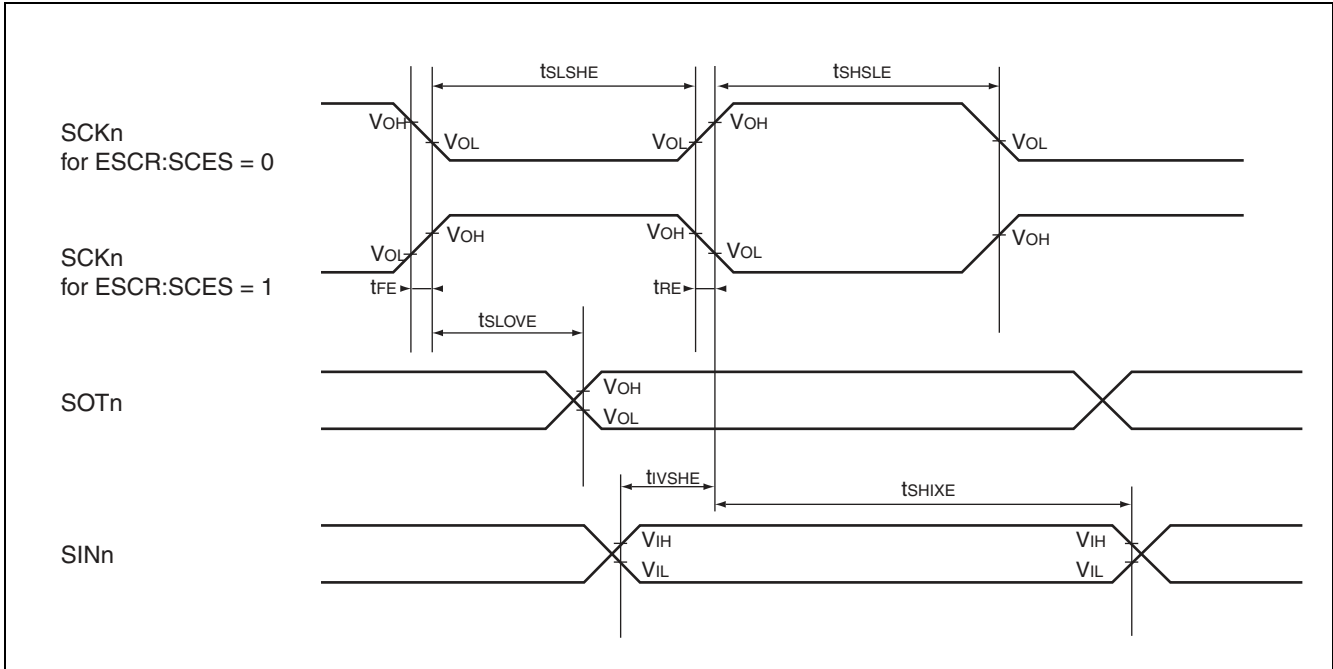 tSLSHE tSHSLE
SCKn
for ESCR:SCES = 0
VOH VOL VOL VOH VOL
SCKn
for ESCR:SCES = 1
VOL VOH VOH VOL VOH
tFE tRE
tSLOVE
SOTn
VOH
VOL
tIVSHE tSHIXE
SINn
VIH VIH
VIL VIL